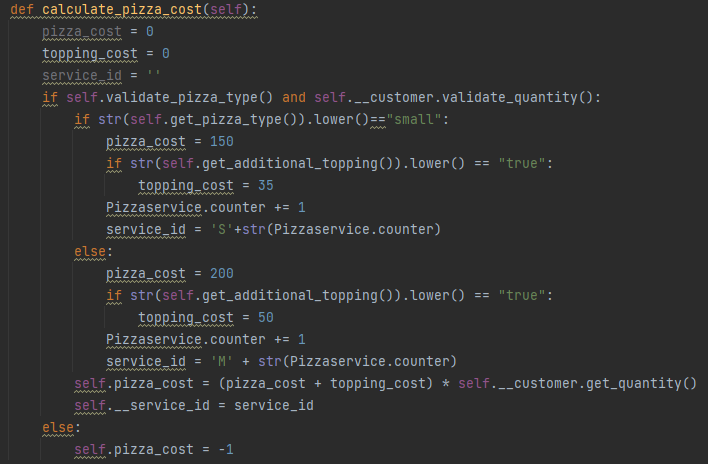 def calculate_pizza_cost(self):
    pizza_cost = 0
    topping_cost = 0
    service_id = ''
    if self.validate_pizza_type() and self.__customer.validate_quantity():
        if str(self.get_pizza_type()).lower()=="small":
            pizza_cost = 150
            if str(self.get_additional_topping()).lower() == "true":
                topping_cost = 35
            Pizzaservice.counter += 1
            service_id = 'S'+str(Pizzaservice.counter)
        else:
            pizza_cost = 200
            if str(self.get_additional_topping()).lower() == "true":
                topping_cost = 50
            Pizzaservice.counter += 1
            service_id = 'M' + str(Pizzaservice.counter)
        self.pizza_cost = (pizza_cost + topping_cost) * self.__customer.get_quantity()
        self.__service_id = service_id
    else:
        self.pizza_cost = -1